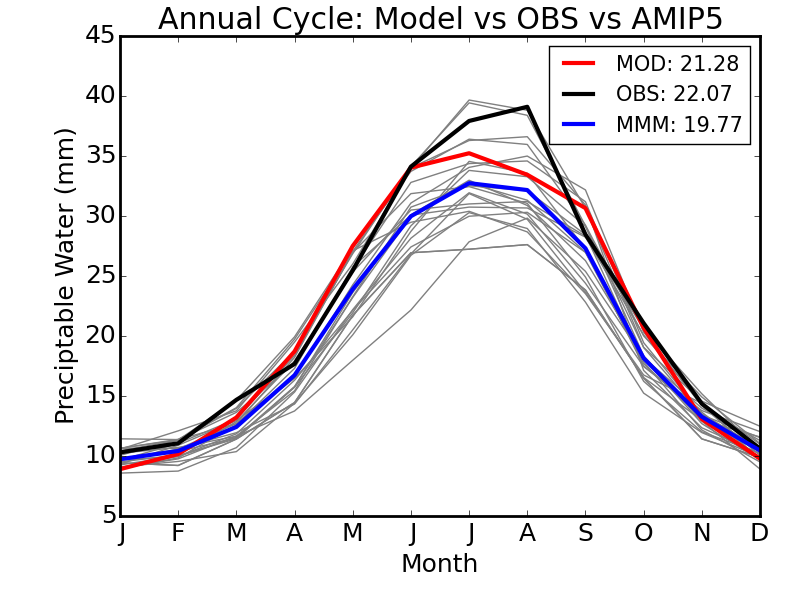 Annual Cycle: Model vs OBS vs AMIP5
MOD: 21.28
OBS: 22.07
MMM: 19.77
Preciptable Water (mm)
45
40
35
30
25
20
15
10
5
J F M A M J J A S O N D
Month